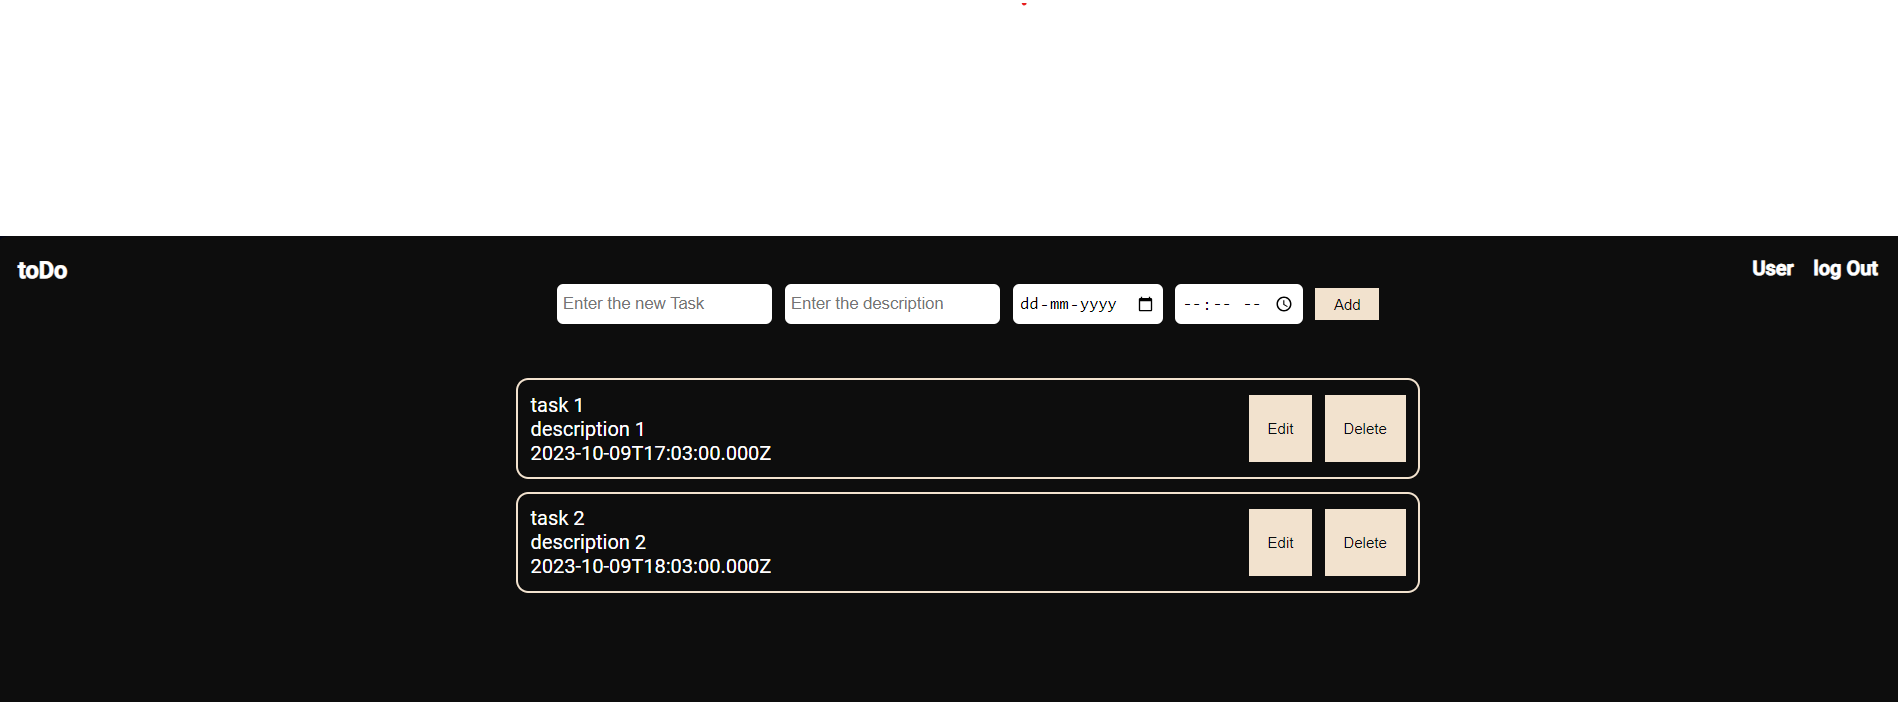 toDo
User log Out
Enter the new Task Enter the description dd-mm-yyyy --:-- -- Add
task 1
description 1
2023-10-09T17:03:00.000Z
Edit Delete
task 2
description 2
2023-10-09T18:03:00.000Z
Edit Delete